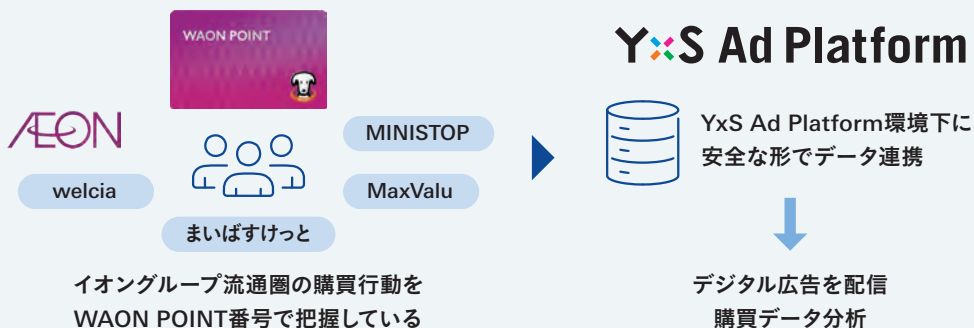 WAON POINT
ÆON
welcia
MINISTOP
MaxValu
まいばすけっと
イオングループ流通圏の購買行動を
WAON POINT番号で把握している
Y×S Ad Platform
YxS Ad Platform環境下に
安全な形でデータ連携
デジタル広告を配信
購買データ分析